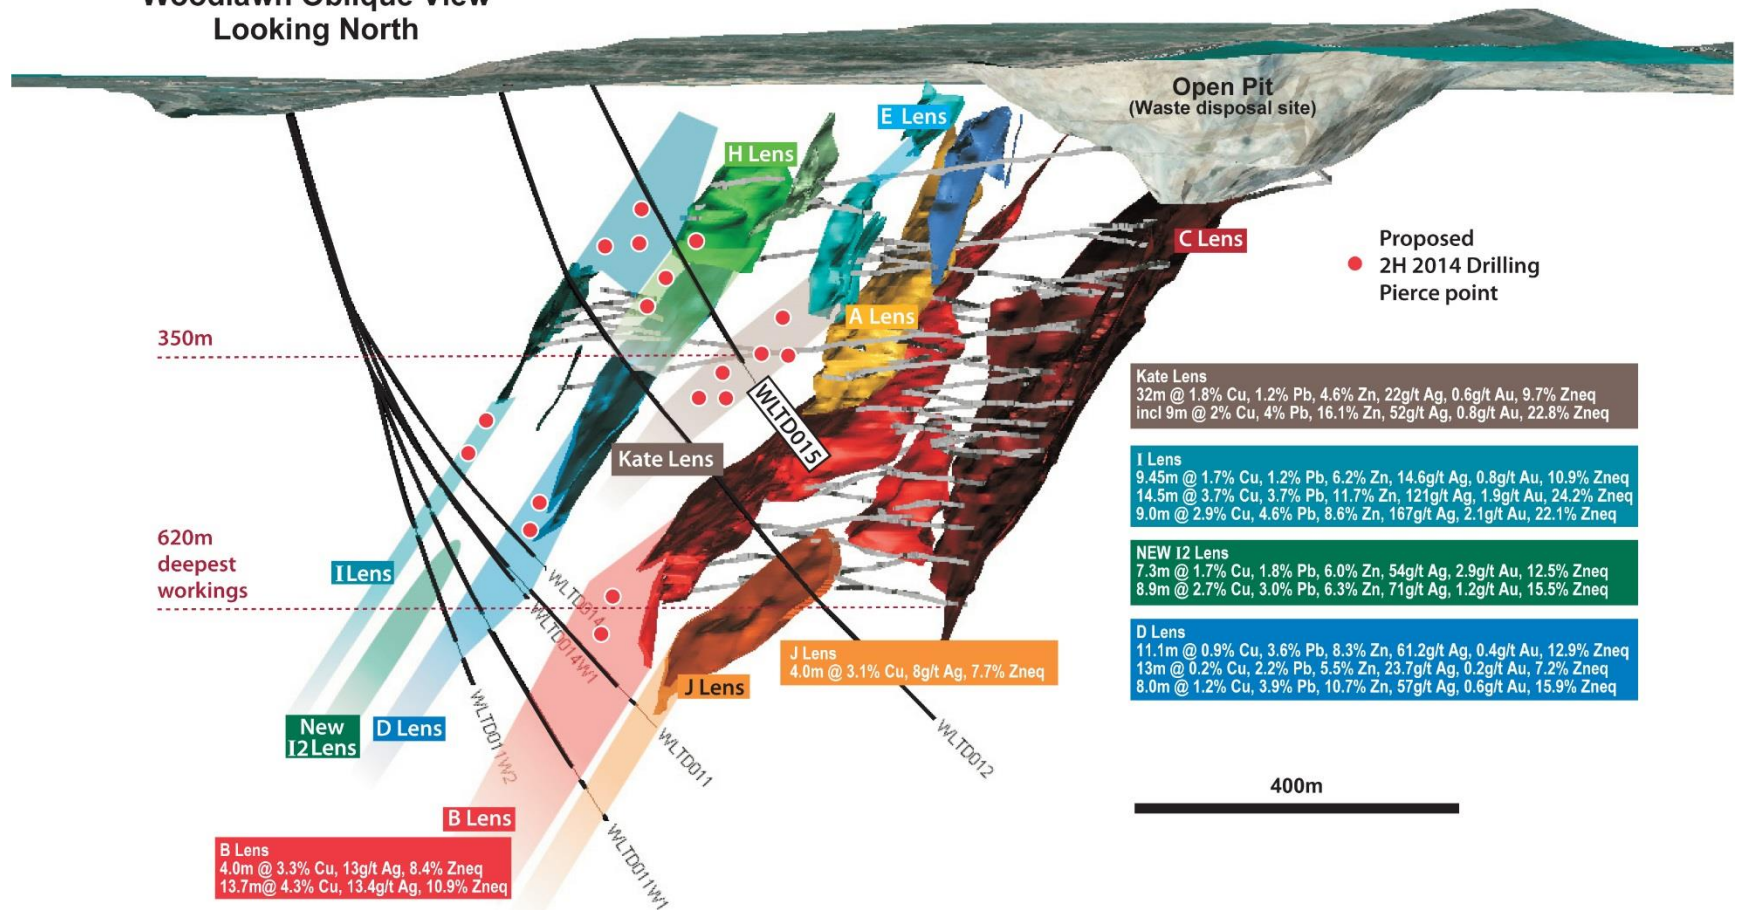 Woodlawn Oblique View
Looking North
Open Pit
(Waste disposal site)
E Lens
H Lens
C Lens
Proposed
2H 2014 Drilling
Pierce point
A Lens
350m
WLTD015
Kate Lens
Kate Lens
32m @ 1.8% Cu, 1.2% Pb, 4.6% Zn, 22g/t Ag, 0.6g/t Au, 9.7% Zneq
incl 9m @ 2% Cu, 4% Pb, 16.1% Zn, 52g/t Ag, 0.8g/t Au, 22.8% Zneq
I Lens
9.45m @ 1.7% Cu, 1.2% Pb, 6.2% Zn, 14.6g/t Ag, 0.8g/t Au, 10.9% Zneq
14.5m @ 3.7% Cu, 3.7% Pb, 11.7% Zn, 121g/t Ag, 1.9g/t Au, 24.2% Zneq
9.0m @ 2.9% Cu, 4.6% Pb, 8.6% Zn, 167g/t Ag, 2.1g/t Au, 22.1% Zneq
620m
deepest
workings
I Lens
WLTD014
WLTD014W1
NEW I2 Lens
7.3m @ 1.7% Cu, 1.8% Pb, 6.0% Zn, 54g/t Ag, 2.9g/t Au, 12.5% Zneq
8.9m @ 2.7% Cu, 3.0% Pb, 6.3% Zn, 71g/t Ag, 1.2g/t Au, 15.5% Zneq
D Lens
11.1m @ 0.9% Cu, 3.6% Pb, 8.3% Zn, 61.2g/t Ag, 0.4g/t Au, 12.9% Zneq
13m @ 0.2% Cu, 2.2% Pb, 5.5% Zn, 23.7g/t Ag, 0.2g/t Au, 7.2% Zneq
8.0m @ 1.2% Cu, 3.9% Pb, 10.7% Zn, 57g/t Ag, 0.6g/t Au, 15.9% Zneq
J Lens
4.0m @ 3.1% Cu, 8g/t Ag, 7.7% Zneq
J Lens
New
I2 Lens
D Lens
WLTD011W2
WLTD011
WLTD012
400m
B Lens
WLTD011W1
B Lens
4.0m @ 3.3% Cu, 13g/t Ag, 8.4% Zneq
13.7m@ 4.3% Cu, 13.4g/t Ag, 10.9% Zneq